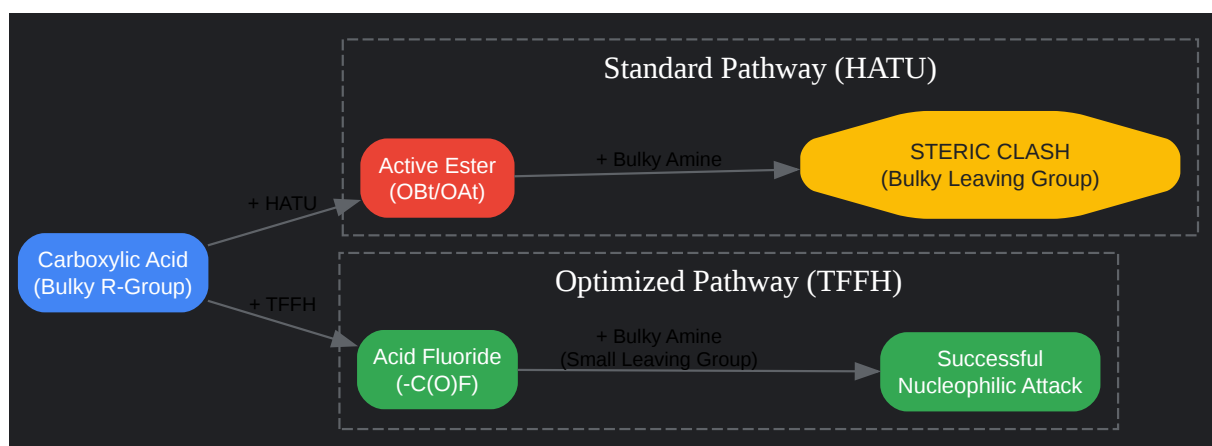 Standard Pathway (HATU)
Active Ester
(OBt/OAt)
+ Bulky Amine
STERIC CLASH
(Bulky Leaving Group)
+ HATU
Carboxylic Acid
(Bulky R-Group)
+ TFFH
Optimized Pathway (TFFH)
Acid Fluoride
(-C(O)F)
+ Bulky Amine
(Small Leaving Group)
Successful
Nucleophilic Attack